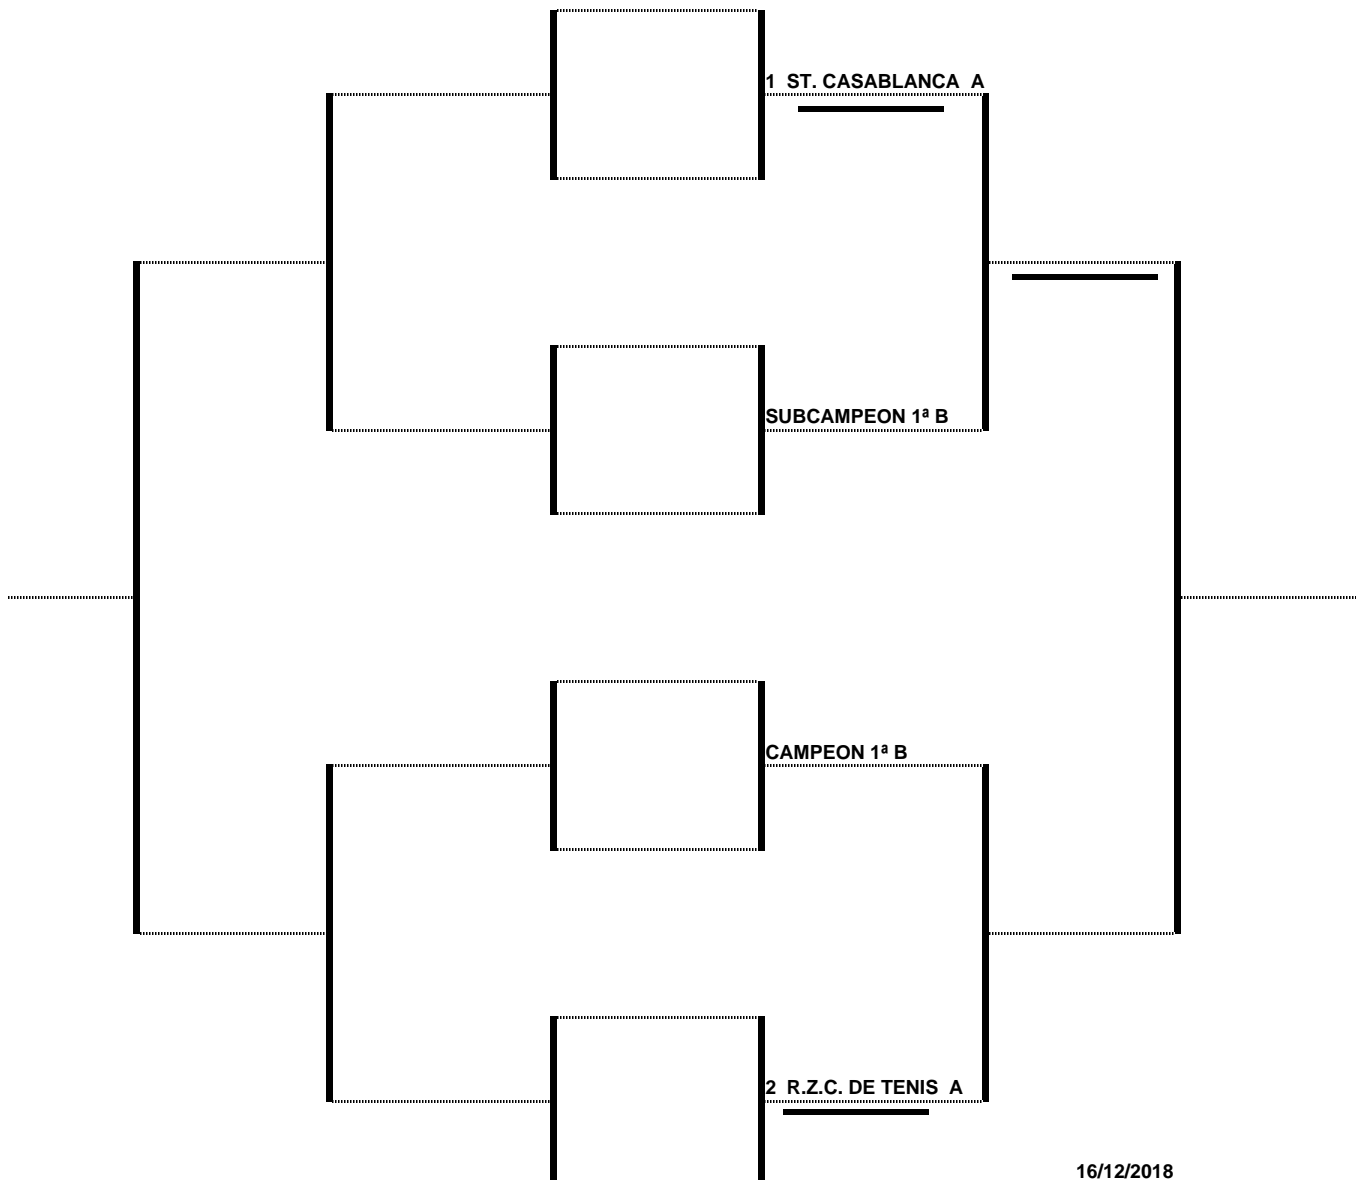 1 ST. CASABLANCA A
SUBCAMPEON 1ª B
CAMPEON 1ª B
2 R.Z.C. DE TENIS A
16/12/2018